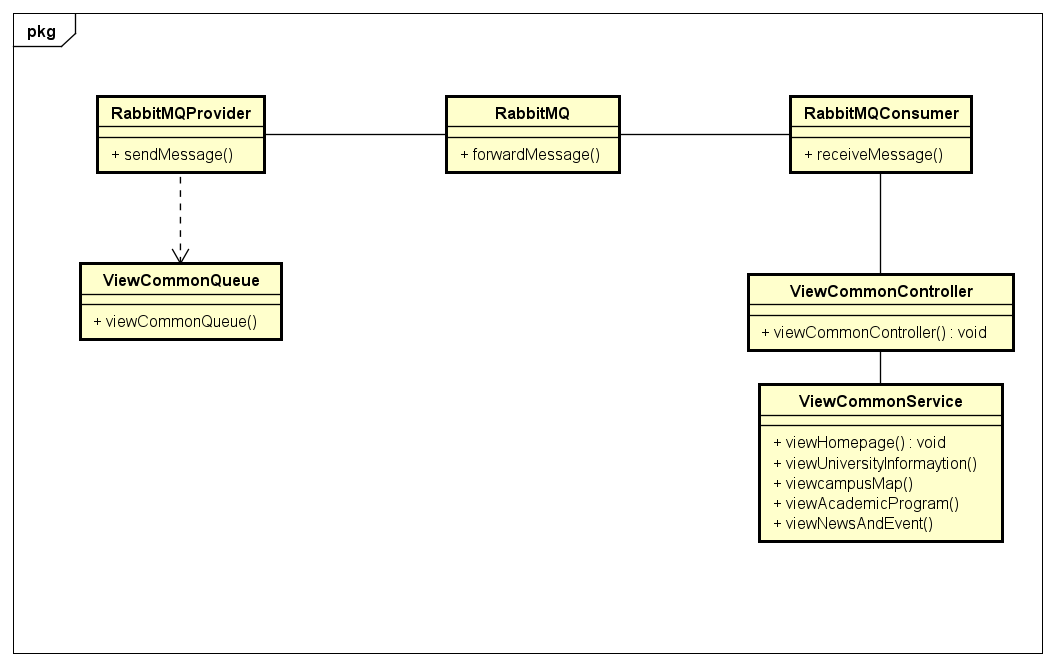 pkg
RabbitMQProvider
+ sendMessage()
RabbitMQ
+ forwardMessage()
RabbitMQConsumer
+ receiveMessage()
ViewCommonQueue
+ viewCommonQueue()
ViewCommonController
+ viewCommonController() : void
ViewCommonService
+ viewHomepage() : void
+ viewUniversityInformaytion()
+ viewcampusMap()
+ viewAcademicProgram()
+ viewNewsAndEvent()